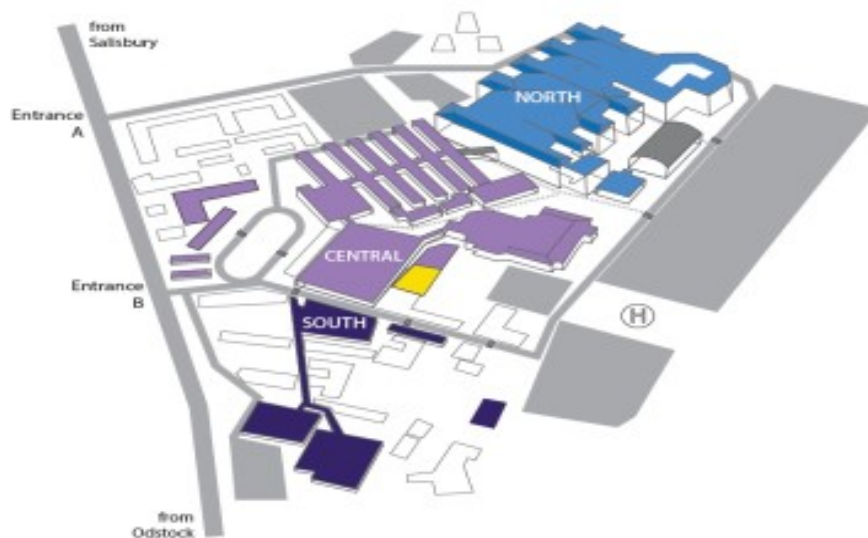 from
Salisbury
Entrance
A
NORTH
CENTRAL
Entrance
B
SOUTH
H
from
Odstock